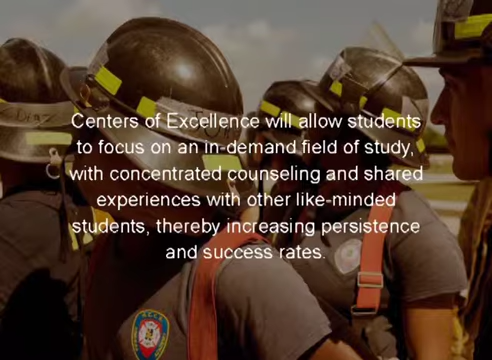 Centers of Excellence will allow students
to focus on an in-demand field of study,
with concentrated counseling and shared
experiences with other like-minded
students, thereby increasing persistence
and success rates.